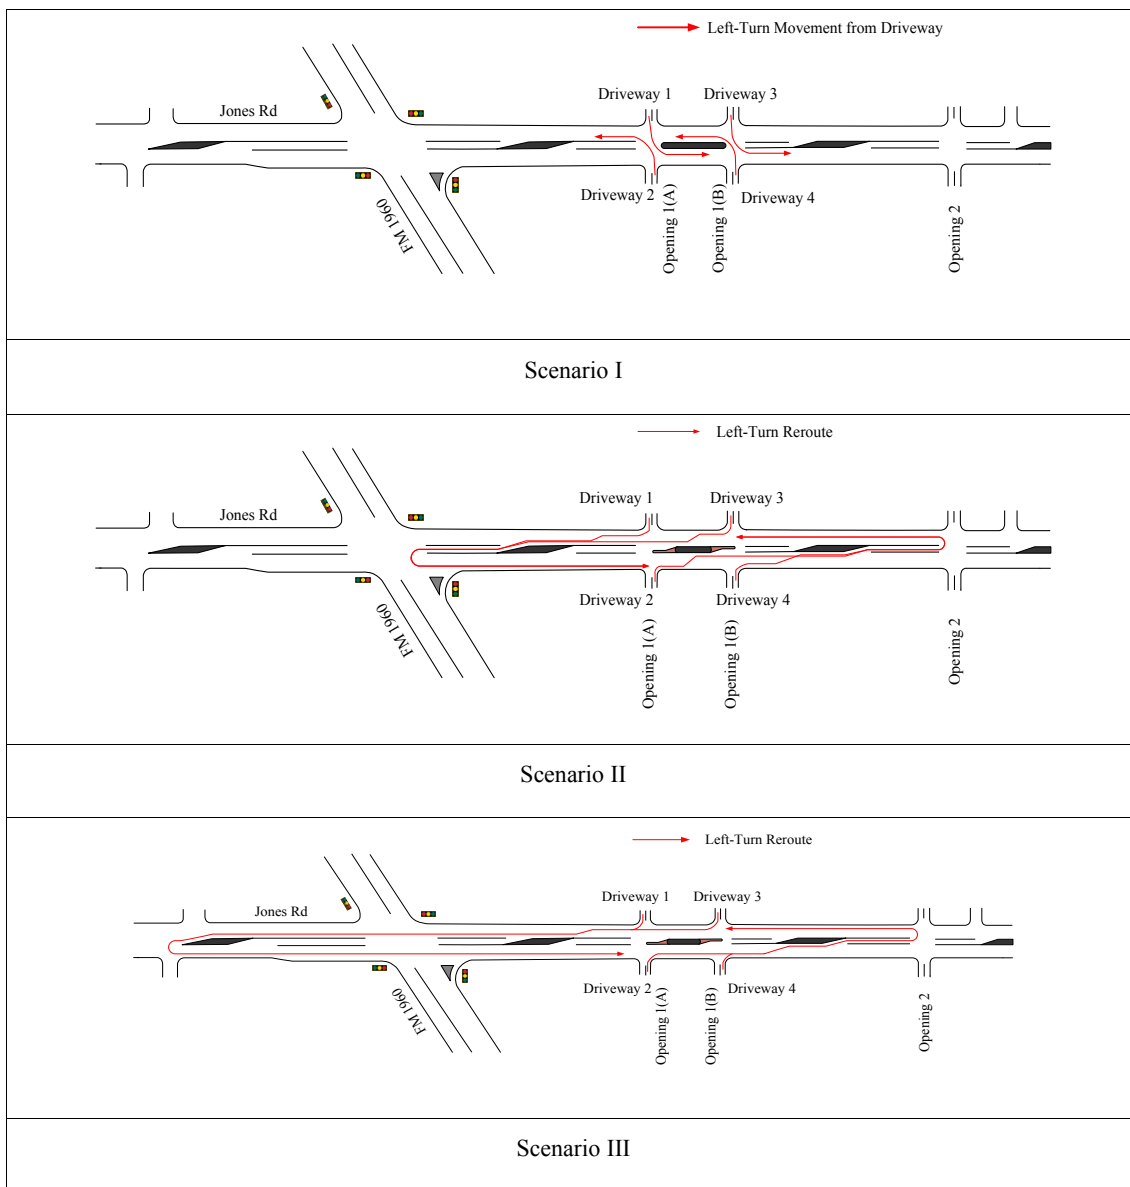 Left-Turn Movement from Driveway
Jones Rd
Driveway 1
Driveway 3
Driveway 2
Driveway 4
FM 1960
Opening 1(A)
Opening 1(B)
Opening 2
Scenario I
Left-Turn Reroute
Jones Rd
Driveway 1
Driveway 3
Driveway 2
Driveway 4
FM 1960
Opening 1(A)
Opening 1(B)
Opening 2
Scenario II
Left-Turn Reroute
Jones Rd
Driveway 1
Driveway 3
Driveway 2
Driveway 4
FM 1960
Opening 1(A)
Opening 1(B)
Opening 2
Scenario III